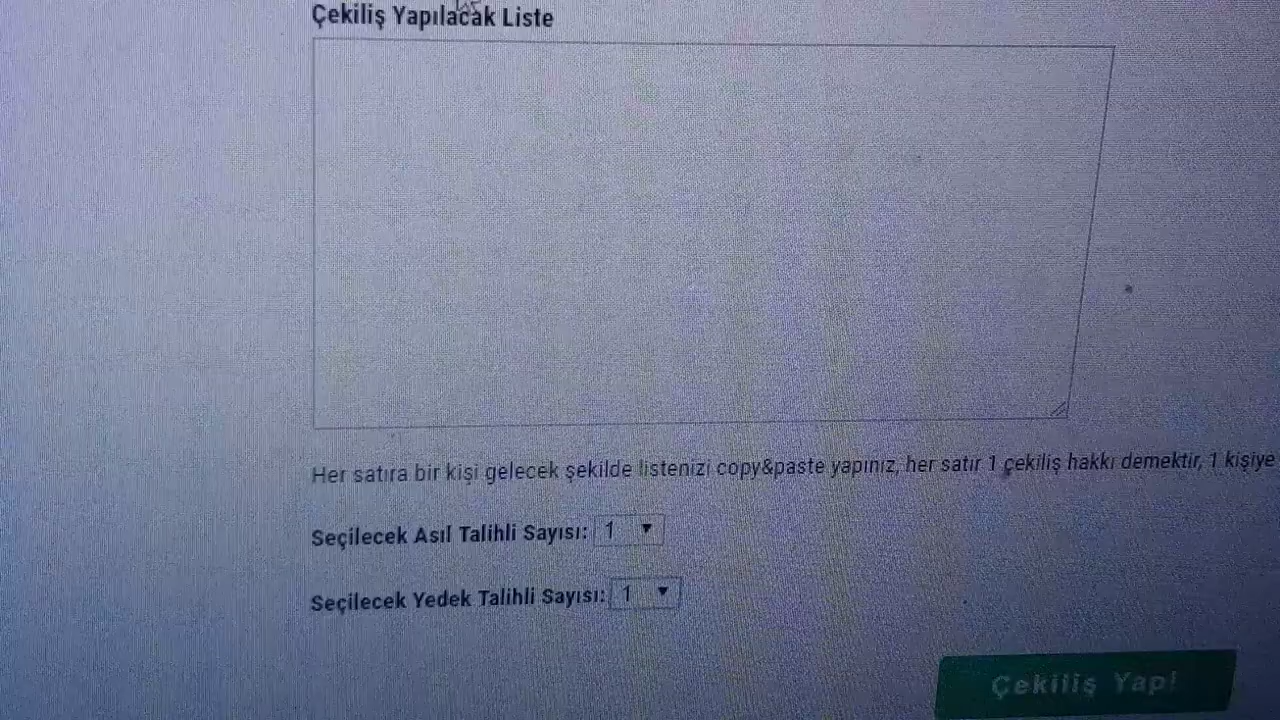 Çekiliş Yapılacak Liste
Her satıra bir kişi gelecek şekilde listenizi copy&paste yapınız, her satır 1 çekiliş hakkı demektir, 1 kişiye
Seçilecek Asıl Talihli Sayısı: 1
Seçilecek Yedek Talihli Sayısı: 1
Çekiliş Yap!